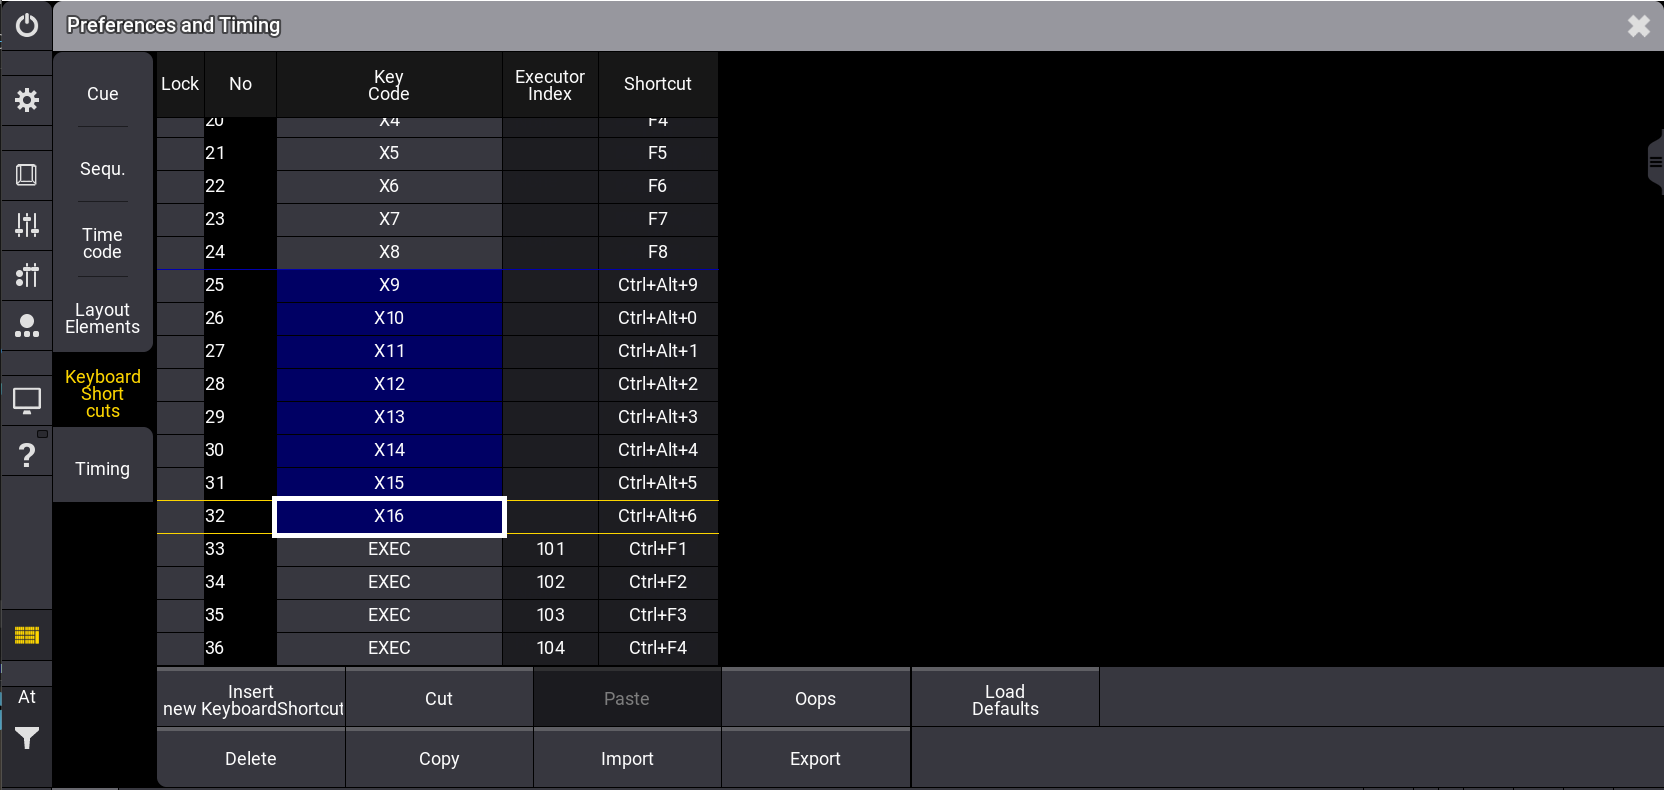 Preferences and Timing
Cue
Sequ.
Time
code
Layout
Elements
Keyboard
Short
cuts
Timing
At
Lock No Key Code Executor Index Shortcut
20 X4 F4
21 X5 F5
22 X6 F6
23 X7 F7
24 X8 F8
25 X9 Ctrl+Alt+9
26 X10 Ctrl+Alt+0
27 X11 Ctrl+Alt+1
28 X12 Ctrl+Alt+2
29 X13 Ctrl+Alt+3
30 X14 Ctrl+Alt+4
31 X15 Ctrl+Alt+5
32 X16 Ctrl+Alt+6
33 EXEC 101 Ctrl+F1
34 EXEC 102 Ctrl+F2
35 EXEC 103 Ctrl+F3
36 EXEC 104 Ctrl+F4
Insert
new KeyboardShortcut
Cut
Paste
Oops
Load
Defaults
Delete
Copy
Import
Export